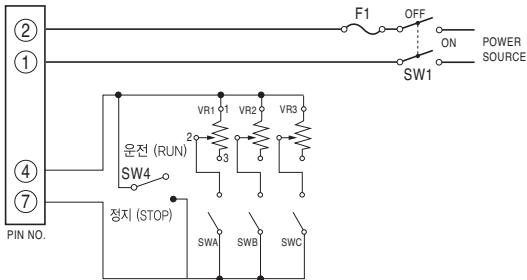 F1
OFF
②
ON
POWER
SOURCE
①
SW1
VR1
1
VR2
VR3
2
운전 (RUN)
3
④
SW4
⑦
정지 (STOP)
PIN NO.
SWA
SWB
SWC